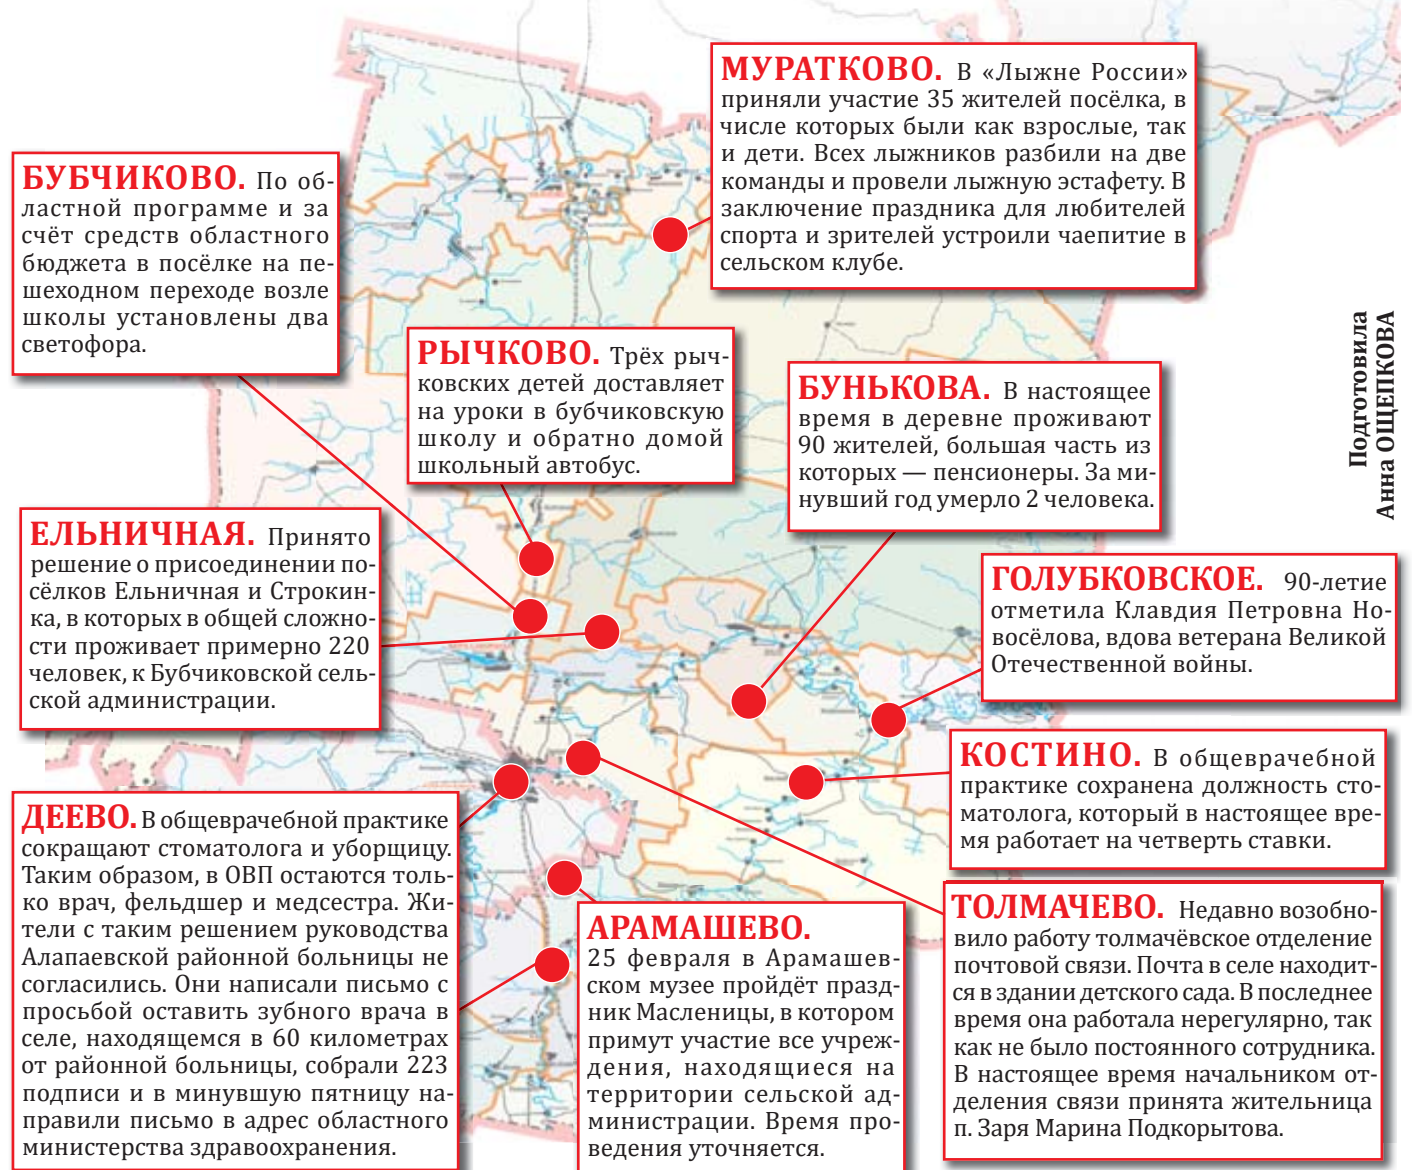 МУРАТКОВО. В «Лыжне России»
приняли участие 35 жителей посёлка, в
числе которых были как взрослые, так
и дети. Всех лыжников разбили на две
команды и провели лыжную эстафету. В
заключение праздника для любителей
спорта и зрителей устроили чаепитие в
сельском клубе.
БУБЧИКОВО. По об-
ластной программе и за
счёт средств областного
бюджета в посёлке на пе-
шеходном переходе возле
школы установлены два
светофора.
РЫЧКОВО. Трёх рыч-
ковских детей доставляет
на уроки в бубчиковскую
школу и обратно домой
школьный автобус.
БУНЬКОВА. В настоящее
время в деревне проживают
90 жителей, большая часть из
которых — пенсионеры. За ми-
нувший год умерло 2 человека.
Подготовила
Анна ОЩЕПКОВА
ЕЛЬНИЧНАЯ. Принято
решение о присоединении по-
сёлков Ельничная и Строкин-
ка, в которых в общей сложно-
сти проживает примерно 220
человек, к Бубчиковской сель-
ской администрации.
ГОЛУБКОВСКОЕ. 90-летие
отметила Клавдия Петровна Но-
восёлова, вдова ветерана Великой
Отечественной войны.
КОСТИНО. В общеврачебной
практике сохранена должность сто-
матолога, который в настоящее вре-
мя работает на четверть ставки.
ДЕЕВО. В общеврачебной практике
сокращают стоматолога и уборщицу.
Таким образом, в ОВП остаются толь-
ко врач, фельдшер и медсестра. Жи-
тели с таким решением руководства
Алапаевской районной больницы не
согласились. Они написали письмо с
просьбой оставить зубного врача в
селе, находящемся в 60 километрах
от районной больницы, собрали 223
подписи и в минувшую пятницу на-
правили письмо в адрес областного
министерства здравоохранения.
АРАМАШЕВО.
25 февраля в Арамашев-
ском музее пройдёт празд-
ник Масленицы, в котором
примут участие все учреж-
дения, находящиеся на
территории сельской ад-
министрации. Время про-
ведения уточняется.
ТОЛМАЧЕВО. Недавно возобно-
вило работу толмачёвское отделение
почтовой связи. Почта в селе находит-
ся в здании детского сада. В последнее
время она работала нерегулярно, так
как не было постоянного сотрудника.
В настоящее время начальником от-
деления связи принята жительница
п. Заря Марина Подкорытова.